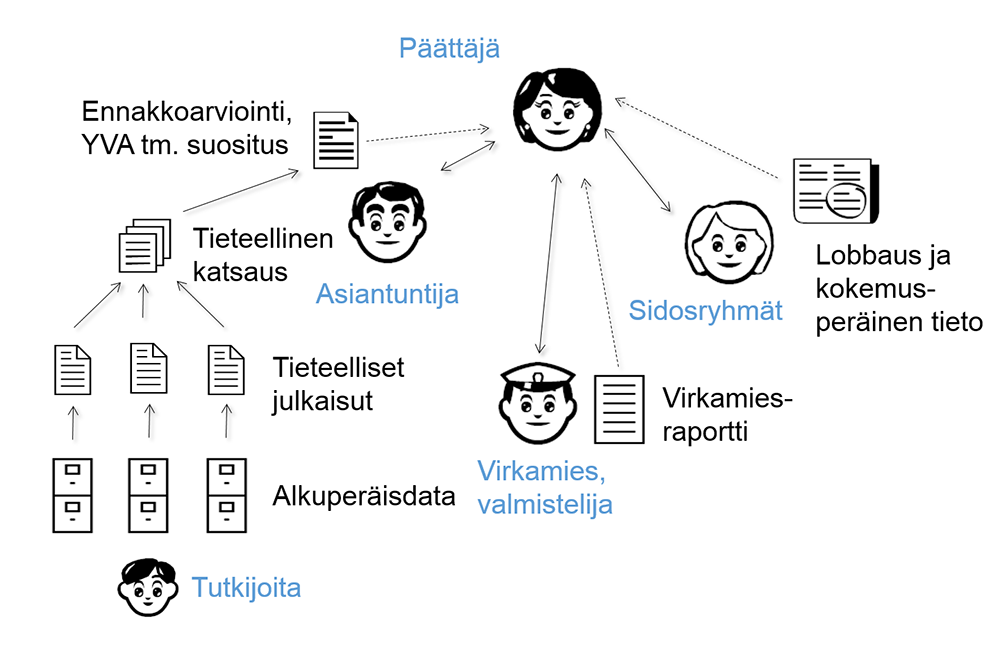 Päättäjä
Ennakkoarviointi,
YVA tm. suositus
Tieteellinen
katsaus
Asiantuntija
Sidosryhmät
Lobbaus ja
kokemus-
peräinen tieto
Tieteelliset
julkaisut
Virkamies-
raportti
Virkamies,
valmistelija
Alkuperäisdata
Tutkijoita